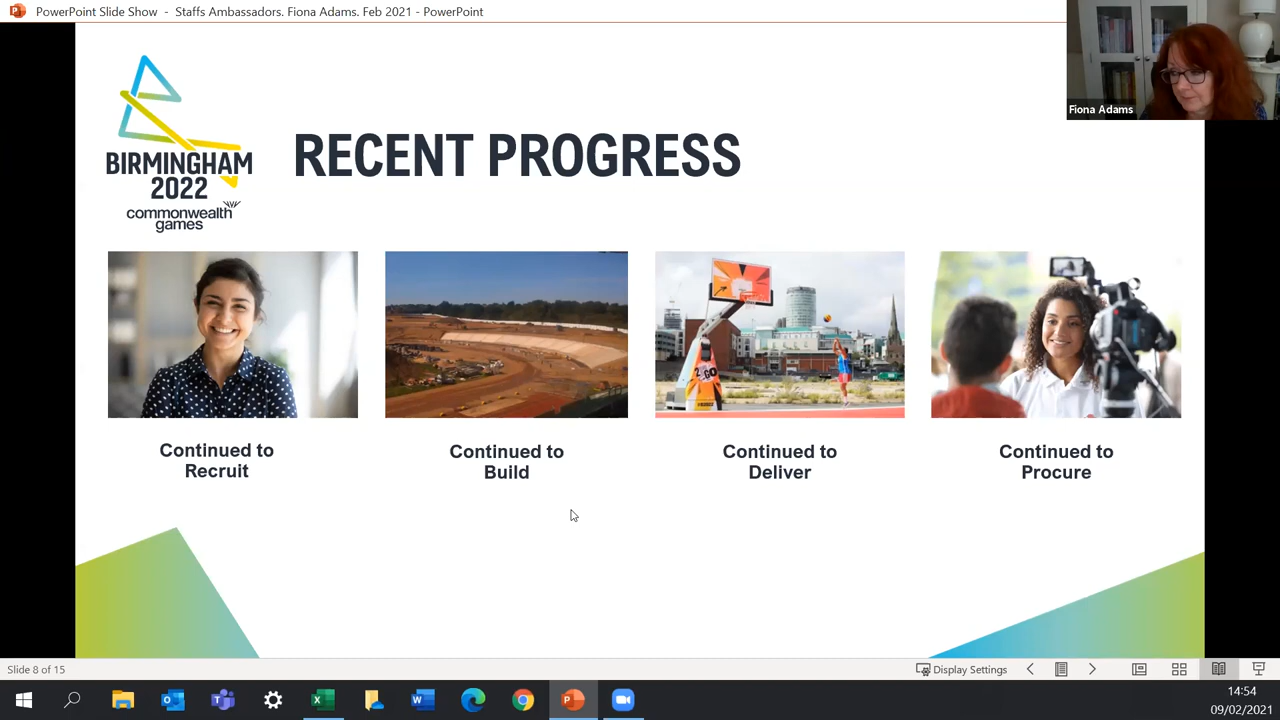 PowerPoint Slide Show - Staffs Ambassadors. Fiona Adams. Feb 2021 - PowerPoint
Fiona Adams
BIRMINGHAM
2022
commonwealth
games
RECENT PROGRESS
Continued to
Recruit
Continued to
Build
Continued to
Deliver
Continued to
Procure
Slide 8 of 15
Display Settings
14:54
09/02/2021